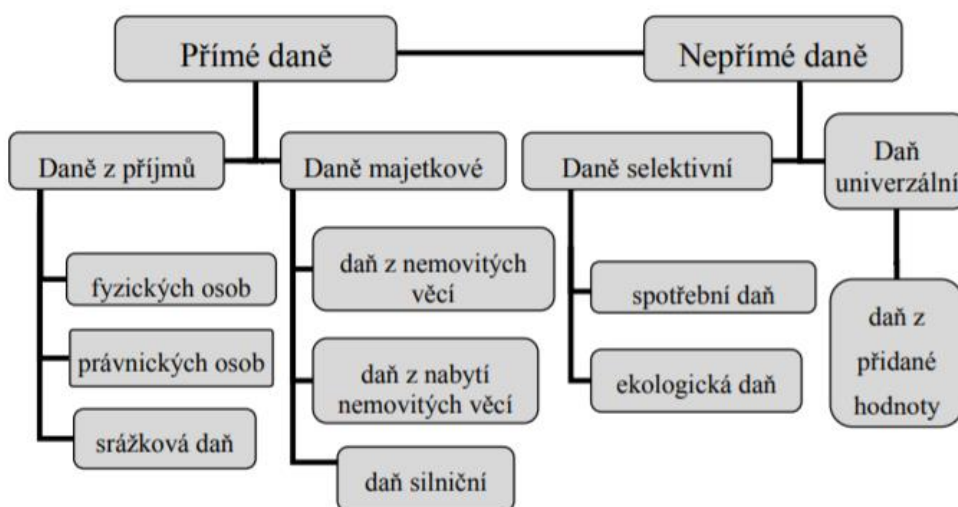 Přímé daně
Nepřímé daně
Daně z příjmů
Daně majetkové
Daně selektivní
Daň
univerzální
fyzických osob
právnických osob
srážková daň
daň z nemovitých
věcí
daň z nabytí
nemovitých věcí
daň silniční
spotřební daň
ekologická daň
daň z
přidané
hodnoty